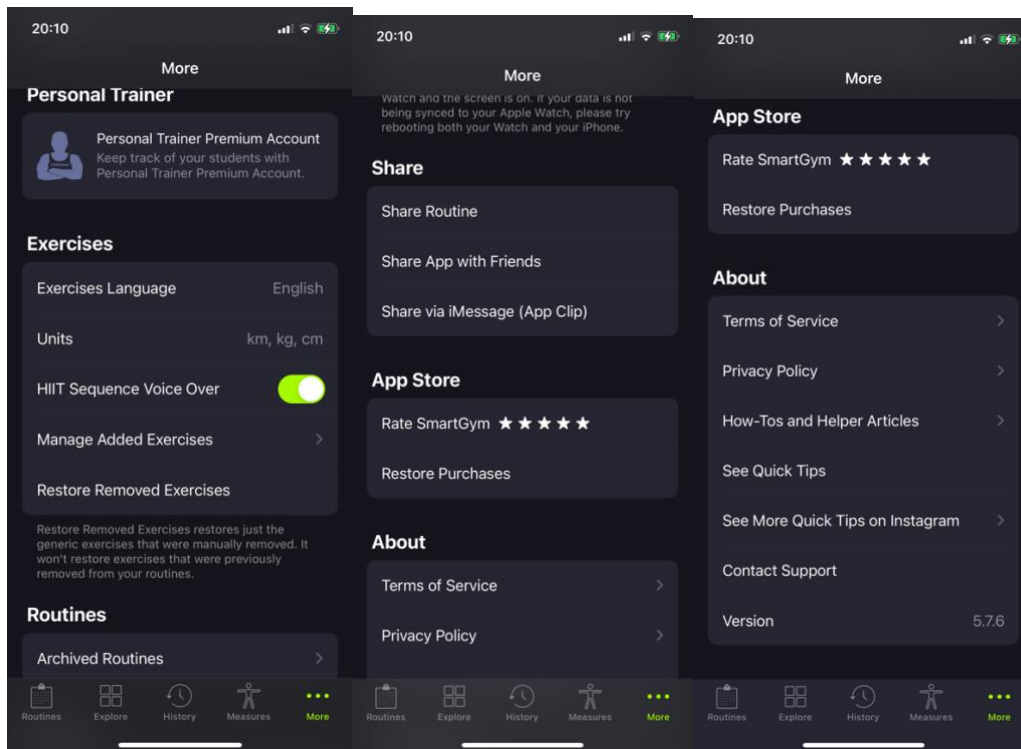 20:10
More
Personal Trainer
Personal Trainer Premium Account
Keep track of your students with
Personal Trainer Premium Account.
Exercises
Exercises Language English
Units km, kg, cm
HIIT Sequence Voice Over
Manage Added Exercises
Restore Removed Exercises
Restore Removed Exercises restores just the
generic exercises that were manually removed. It
won't restore exercises that were previously
removed from your routines.
Routines
Archived Routines
Routines Explore History Measures More
20:10
More
Watch and the screen is on. If your data is not
being synced to your Apple Watch, please try
rebooting both your Watch and your iPhone.
Share
Share Routine
Share App with Friends
Share via iMessage (App Clip)
App Store
Rate SmartGym ★ ★ ★ ★ ★
Restore Purchases
About
Terms of Service
Privacy Policy
Routines Explore History Measures More
20:10
More
App Store
Rate SmartGym ★ ★ ★ ★ ★
Restore Purchases
About
Terms of Service
Privacy Policy
How-Tos and Helper Articles
See Quick Tips
See More Quick Tips on Instagram
Contact Support
Version 5.7.6
Routines Explore History Measures More